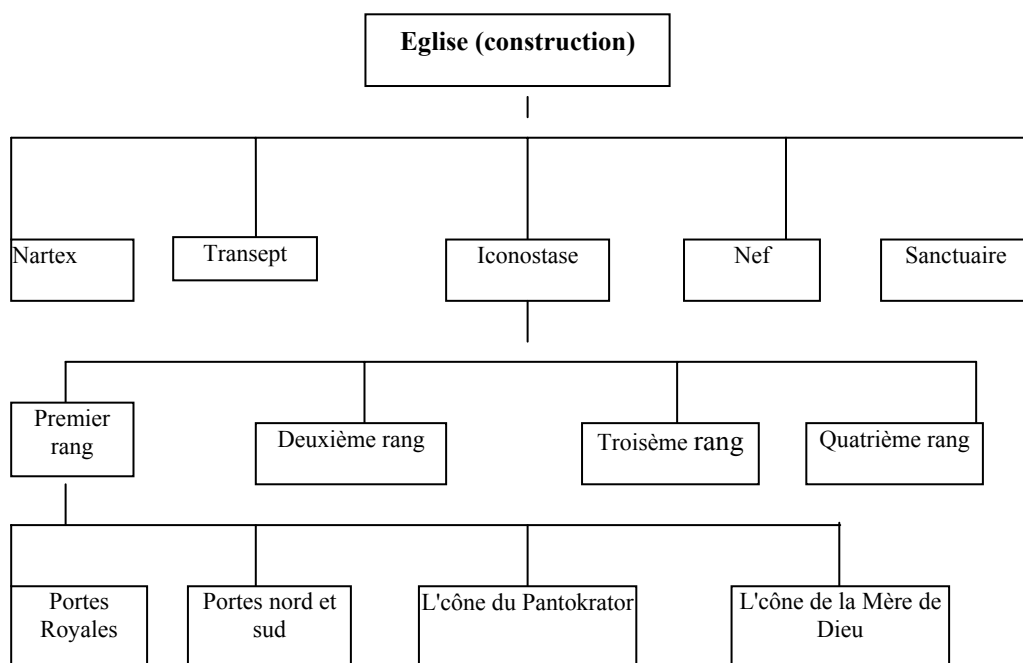 Eglise (construction)
Nartex
Transept
Iconostase
Nef
Sanctuaire
Premier
rang
Deuxième rang
Troisème rang
Quatrième rang
Portes
Royales
Portes nord et
sud
L'cône du Pantokrator
L'cône de la Mère de
Dieu